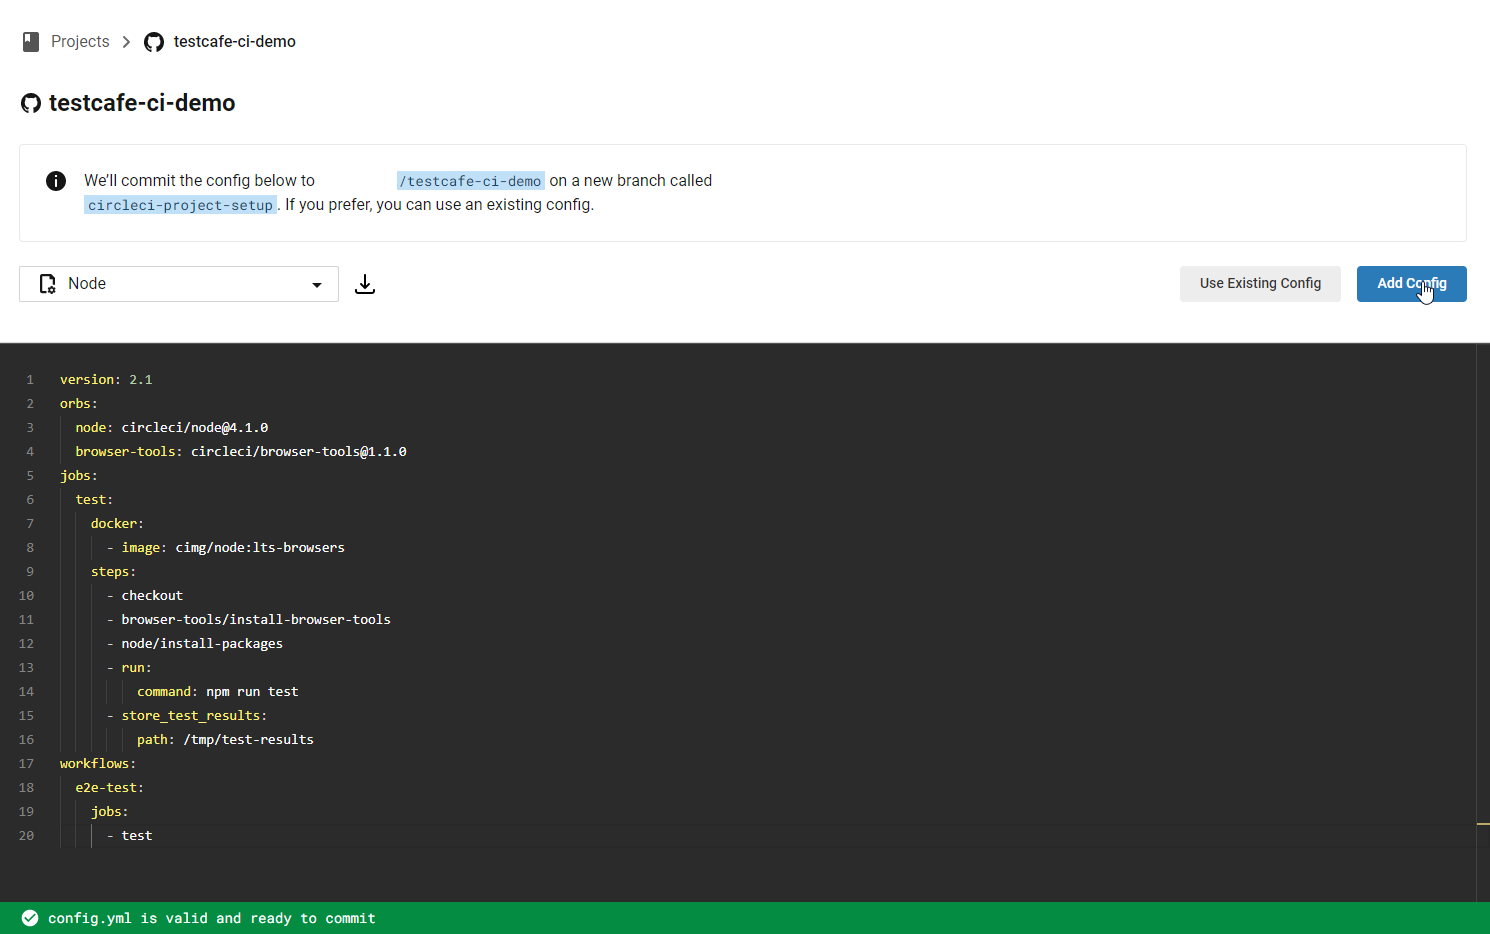 Projects > testcafe-ci-demo
testcafe-ci-demo
We'll commit the config below to /testcafe-ci-demo on a new branch called
circleci-project-setup. If you prefer, you can use an existing config.
Node
Use Existing Config
Add Config
1 version: 2.1
2 orbs:
3 node: circleci/node@4.1.0
4 browser-tools: circleci/browser-tools@1.1.0
5 jobs:
6 test:
7 docker:
8 - image: cimg/node:lts-browsers
9 steps:
10 - checkout
11 - browser-tools/install-browser-tools
12 - node/install-packages
13 - run:
14 command: npm run test
15 - store_test_results:
16 path: /tmp/test-results
17 workflows:
18 e2e-test:
19 jobs:
20 - test
config.yml is valid and ready to commit